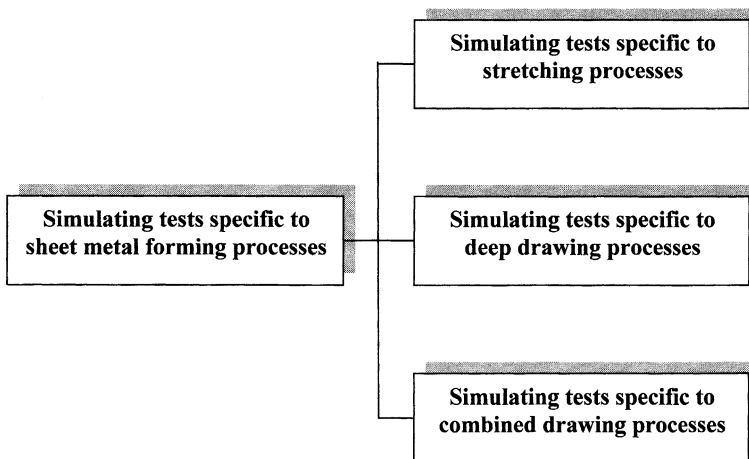 Simulating tests specific to
stretching processes
Simulating tests specific to
sheet metal forming processes
Simulating tests specific to
deep drawing processes
Simulating tests specific to
combined drawing processes